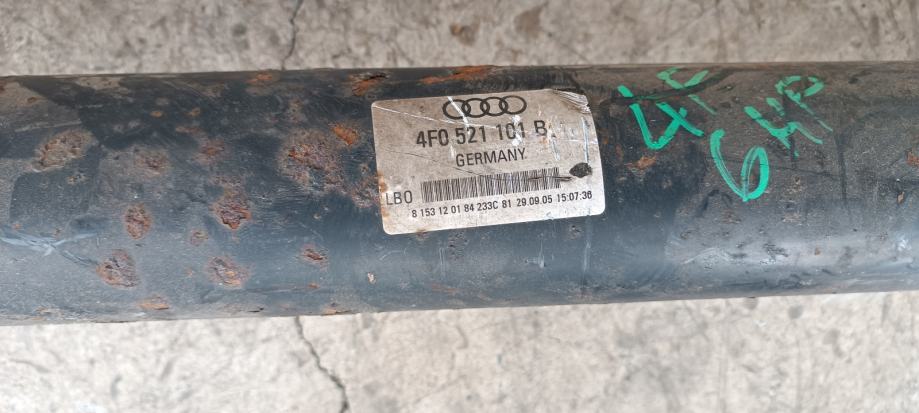 4F0 521 101 B
GERMANY
LB0
8 153 12 01 84 233C 81 29.09.05 15:07:36
4F
6HP